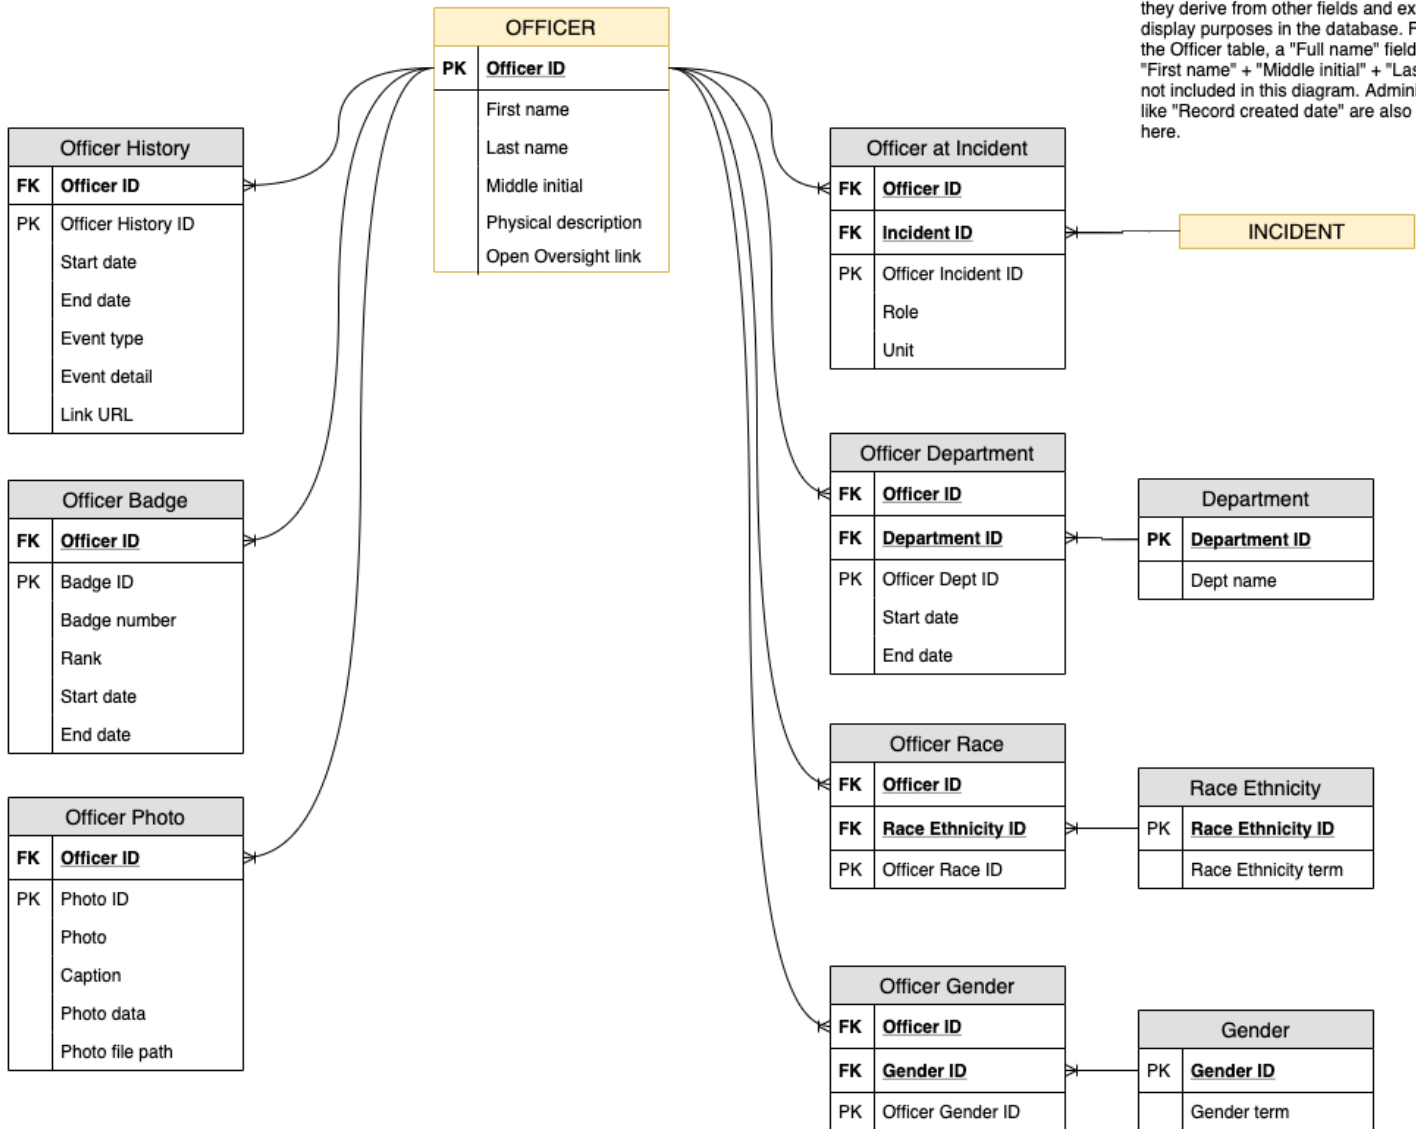 they derive from other fields and
display purposes in the database.
the Officer table, a "Full name" field
"First name" + "Middle initial" +
not included in this diagram.
like "Record created date" are also
here.
OFFICER
PK Officer ID
First name
Last name
Middle initial
Physical description
Open Oversight link
Officer History
FK Officer ID
PK Officer History ID
Start date
End date
Event type
Event detail
Link URL
Officer Badge
FK Officer ID
PK Badge ID
Badge number
Rank
Start date
End date
Officer Photo
FK Officer ID
PK Photo ID
Photo
Caption
Photo data
Photo file path
Officer at Incident
FK Officer ID
FK Incident ID
PK Officer Incident ID
Role
Unit
INCIDENT
Officer Department
FK Officer ID
FK Department ID
PK Officer Dept ID
Start date
End date
Department
PK Department ID
Dept name
Officer Race
FK Officer ID
FK Race Ethnicity ID
PK Officer Race ID
Race Ethnicity
PK Race Ethnicity ID
Race Ethnicity term
Officer Gender
FK Officer ID
FK Gender ID
PK Officer Gender ID
Gender
PK Gender ID
Gender term